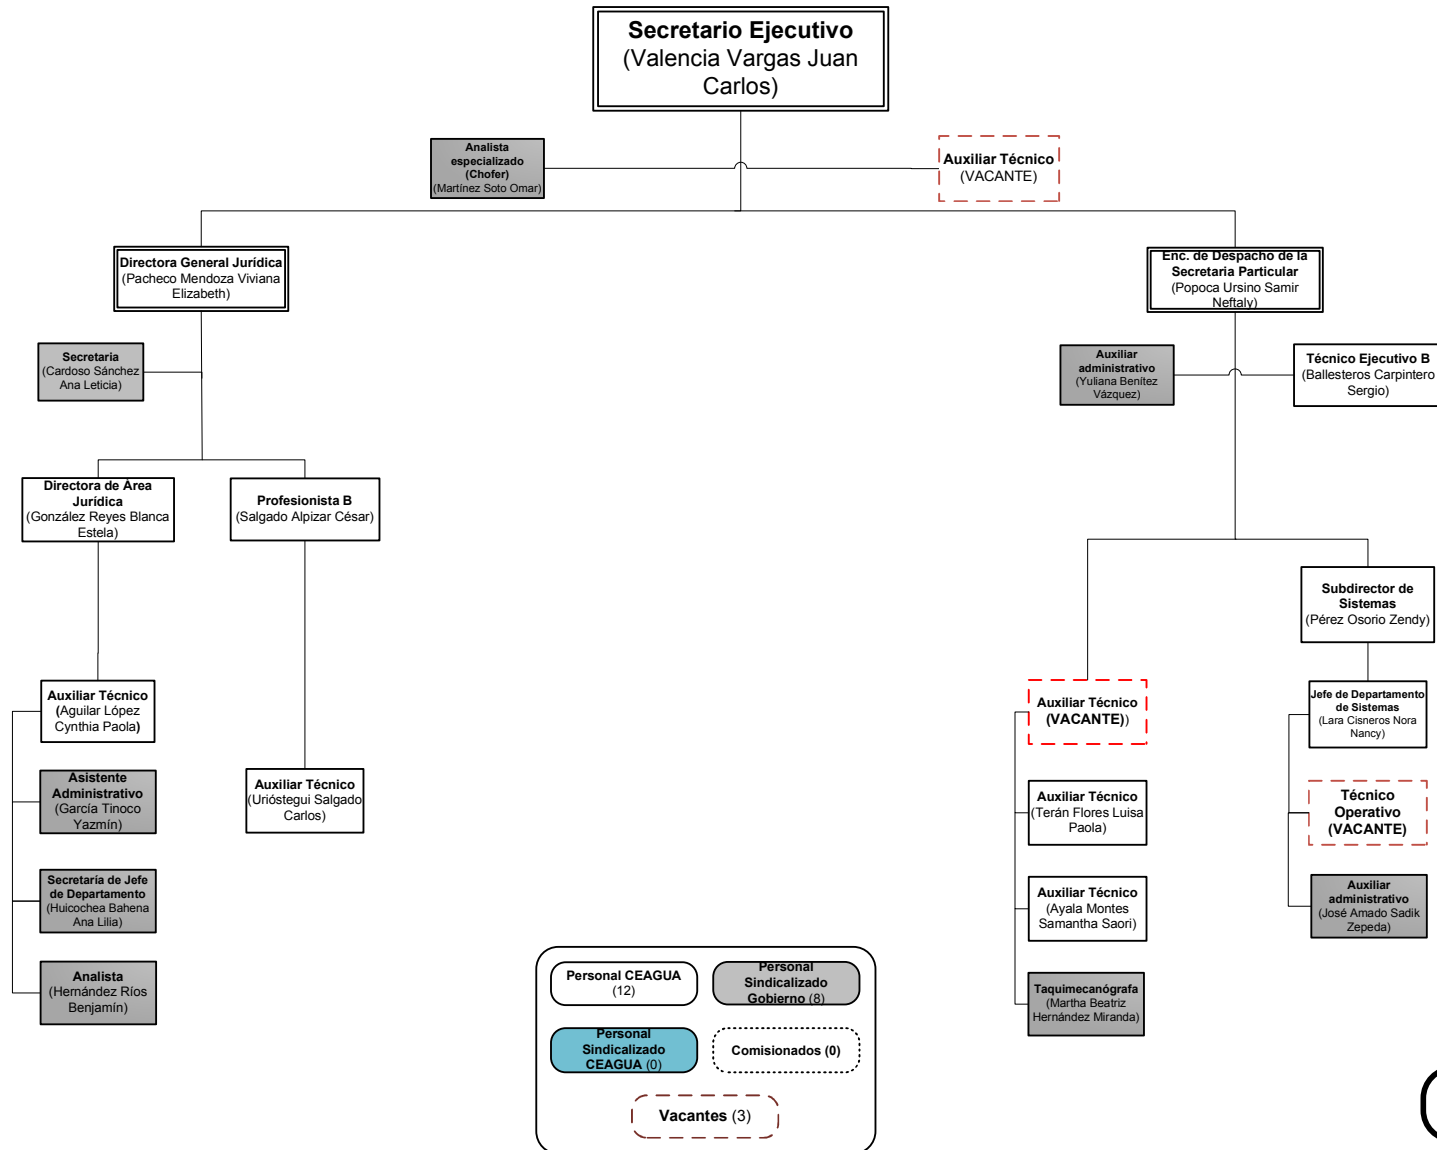 Secretario Ejecutivo
(Valencia Vargas Juan
Carlos)
Analista
especializado
(Chofer)
(Martínez Soto Omar)
Auxiliar Técnico
(VACANTE)
Directora General Jurídica
(Pacheco Mendoza Viviana
Elizabeth)
Enc. de Despacho de la
Secretaria Particular
(Popoca Ursino Samir
Neftaly)
Secretaria
(Cardoso Sánchez
Ana Leticia)
Auxiliar
administrativo
(Yuliana Benítez
Vázquez)
Técnico Ejecutivo B
(Ballesteros Carpintero
Sergio)
Directora de Área
Jurídica
(González Reyes Blanca
Estela)
Profesionista B
(Salgado Alpizar César)
Subdirector de
Sistemas
(Pérez Osorio Zendy)
Auxiliar Técnico
(Aguilar López
Cynthia Paola)
Auxiliar Técnico
(VACANTE))
Jefe de Departamento
de Sistemas
(Lara Cisneros Nora
Nancy)
Asistente
Administrativo
(García Tinoco
Yazmín)
Auxiliar Técnico
(Urióstegui Salgado
Carlos)
Auxiliar Técnico
(Terán Flores Luisa
Paola)
Técnico
Operativo
(VACANTE)
Secretaría de Jefe
de Departamento
(Huicochea Bahena
Ana Lilia)
Auxiliar Técnico
(Ayala Montes
Samantha Saori)
Auxiliar
administrativo
(José Amado Sadik
Zepeda)
Analista
(Hernández Ríos
Benjamín)
Taquimecanógrafa
(Martha Beatriz
Hernández Miranda)
Personal CEAGUA
(12)
Personal
Sindicalizado
Gobierno (8)
Personal
Sindicalizado
CEAGUA (0)
Comisionados (0)
Vacantes (3)